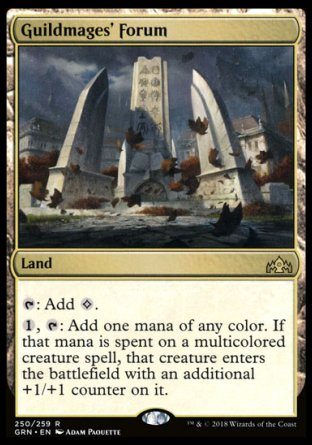 Guildmages' Forum
Land
: Add .
1, : Add one mana of any color. If
that mana is spent on a multicolored
creature spell, that creature enters
the battlefield with an additional
+1/+1 counter on it.
250/259 R
GRN • EN Adam Paquette
™ & © 2018 Wizards of the Coast